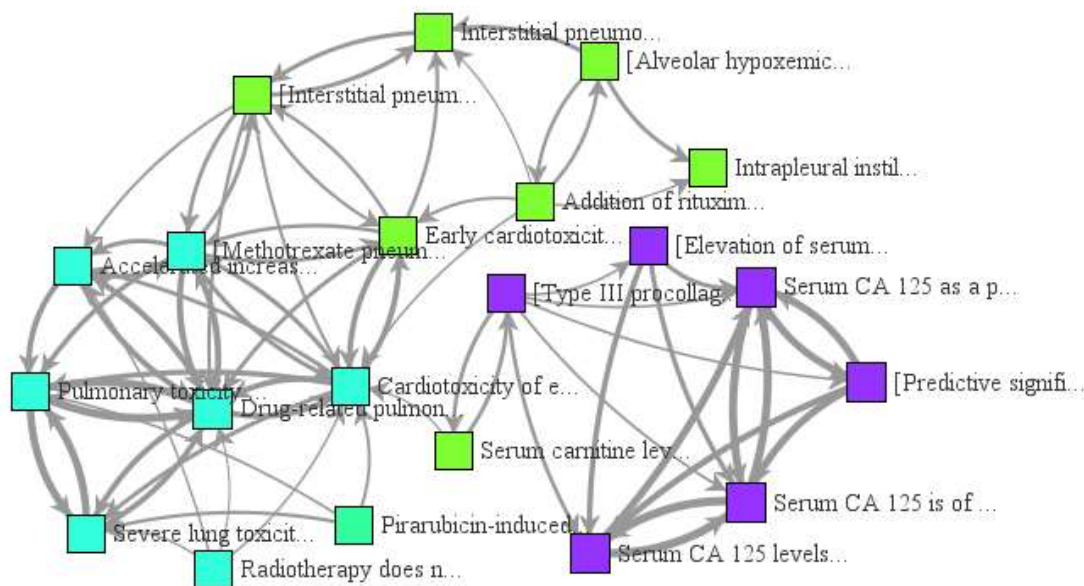 Interstitial pneumo...
[Alveolar hypoxemic...
[Interstitial pneum...
Intrapleural instil...
Addition of rituxim...
Early cardiotoxicit...
[Methotrexate pneum...
[Elevation of serum...
Accelerated increas...
Serum CA 125 as a p...
[Type III procollag...
Pulmonary toxicity ...
Cardiotoxicity of e...
[Predictive signifi...
Drug-related pulmon...
Serum carnitine lev...
Serum CA 125 is of ...
Pirarubicin-induced...
Severe lung toxicit...
Serum CA 125 levels...
Radiotherapy does n...